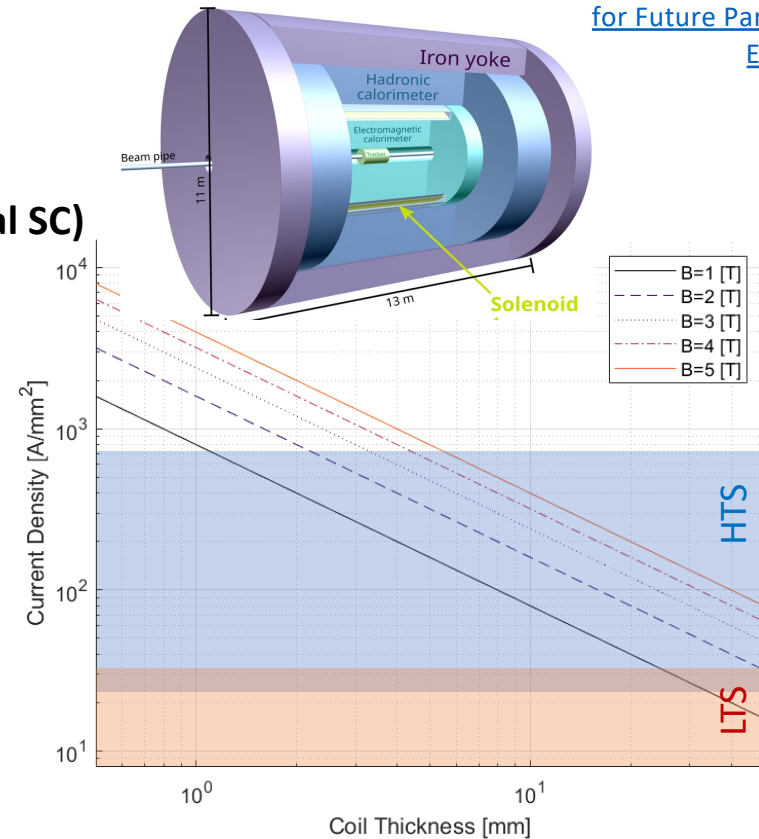 for Future Par
E
Iron yoke
Hadronic
calorimeter
Electromagnetic
calorimeter
Tracker
Beam pipe
11 m
13 m
Solenoid
al SC)
B=1 [T]
B=2 [T]
B=3 [T]
B=4 [T]
B=5 [T]
10⁴
10³
10²
10¹
Current Density [A/mm²]
HTS
LTS
10⁰
10¹
Coil Thickness [mm]